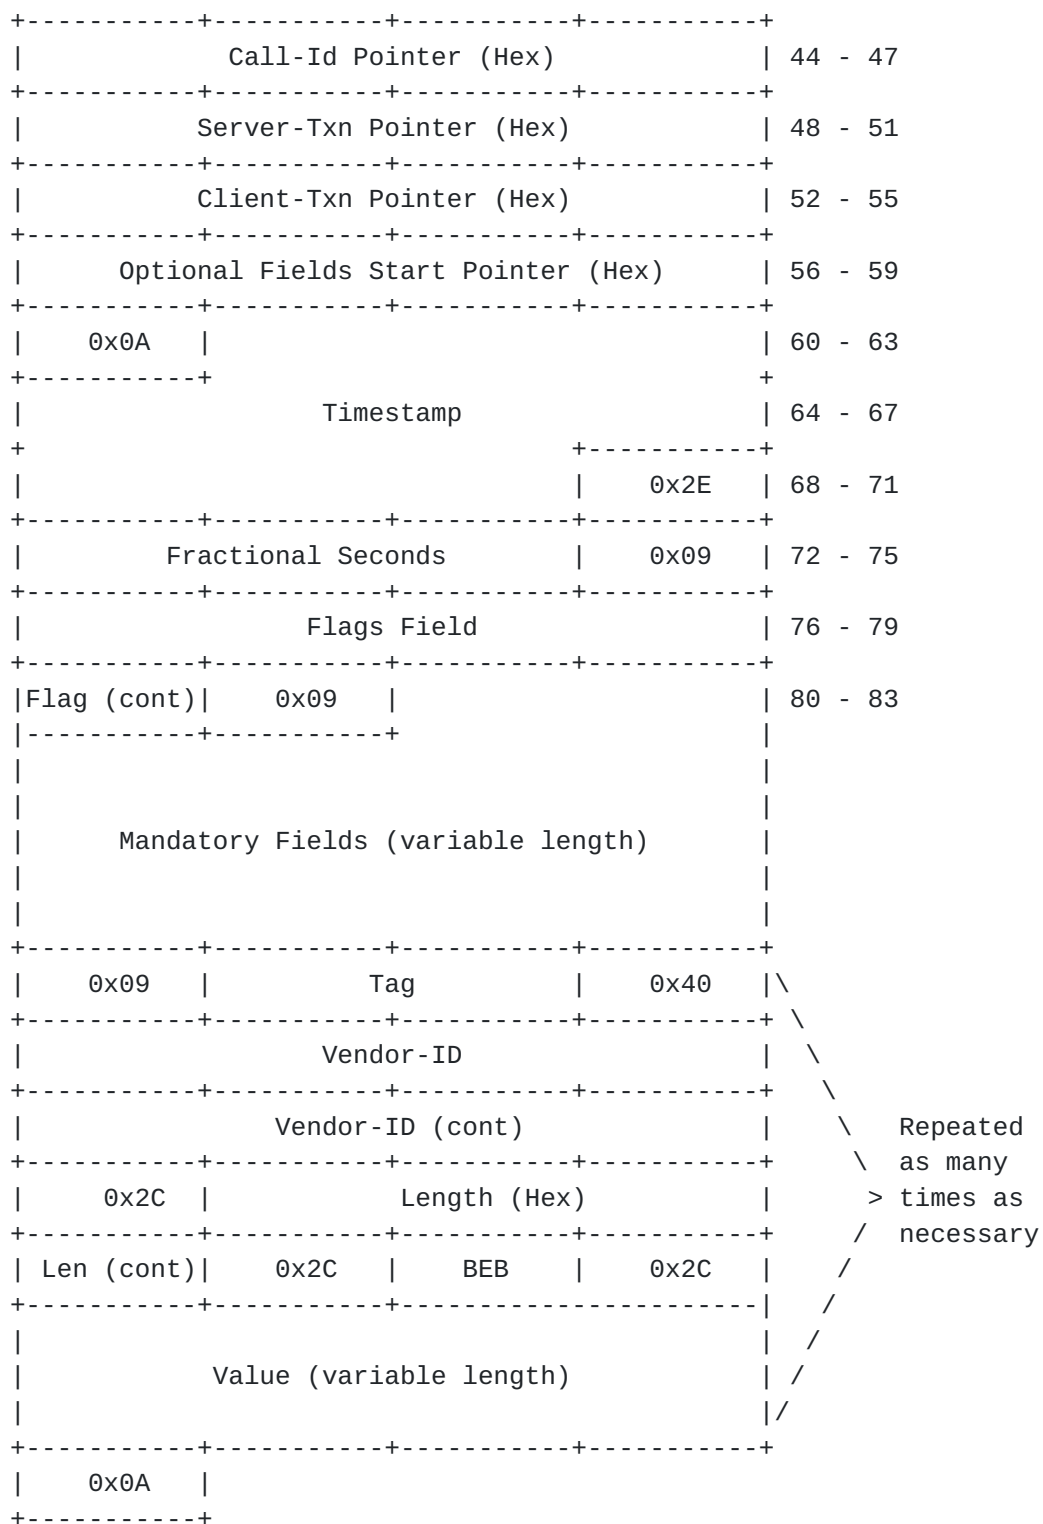 +-----------+-----------+-----------+-----------+
|             Call-Id Pointer (Hex)             | 44 - 47
+-----------+-----------+-----------+-----------+
|           Server-Txn Pointer (Hex)            | 48 - 51
+-----------+-----------+-----------+-----------+
|           Client-Txn Pointer (Hex)            | 52 - 55
+-----------+-----------+-----------+-----------+
|      Optional Fields Start Pointer (Hex)      | 56 - 59
+-----------+-----------+-----------+-----------+
|    0x0A   |                                   | 60 - 63
+-----------+                                   +
|                   Timestamp                   | 64 - 67
+                                   +-----------+
|                                   |    0x2E   | 68 - 71
+-----------+-----------+-----------+-----------+
|         Fractional Seconds        |    0x09   | 72 - 75
+-----------+-----------+-----------+-----------+
|                  Flags Field                  | 76 - 79
+-----------+-----------+-----------+-----------+
|Flag (cont)|    0x09   |                       | 80 - 83
|-----------+-----------+                       |
|                                               |
|                                               |
|      Mandatory Fields (variable length)       |
|                                               |
|                                               |
+-----------+-----------+-----------+-----------+
|    0x09   |          Tag          |    0x40   |\
+-----------+-----------+-----------+-----------+ \
|                   Vendor-ID                   |  \
+-----------+-----------+-----------+-----------+   \
|                Vendor-ID (cont)               |    \   Repeated
+-----------+-----------+-----------+-----------+     \  as many
|     0x2C  |            Length (Hex)           |      > times as
+-----------+-----------+-----------+-----------+     /  necessary
| Len (cont)|    0x2C   |    BEB    |    0x2C   |    /
+-----------+-----------+-----------------------|   /
|                                               |  /
|            Value (variable length)            | /
|                                               |/
+-----------+-----------+-----------+-----------+
|    0x0A   |
+-----------+